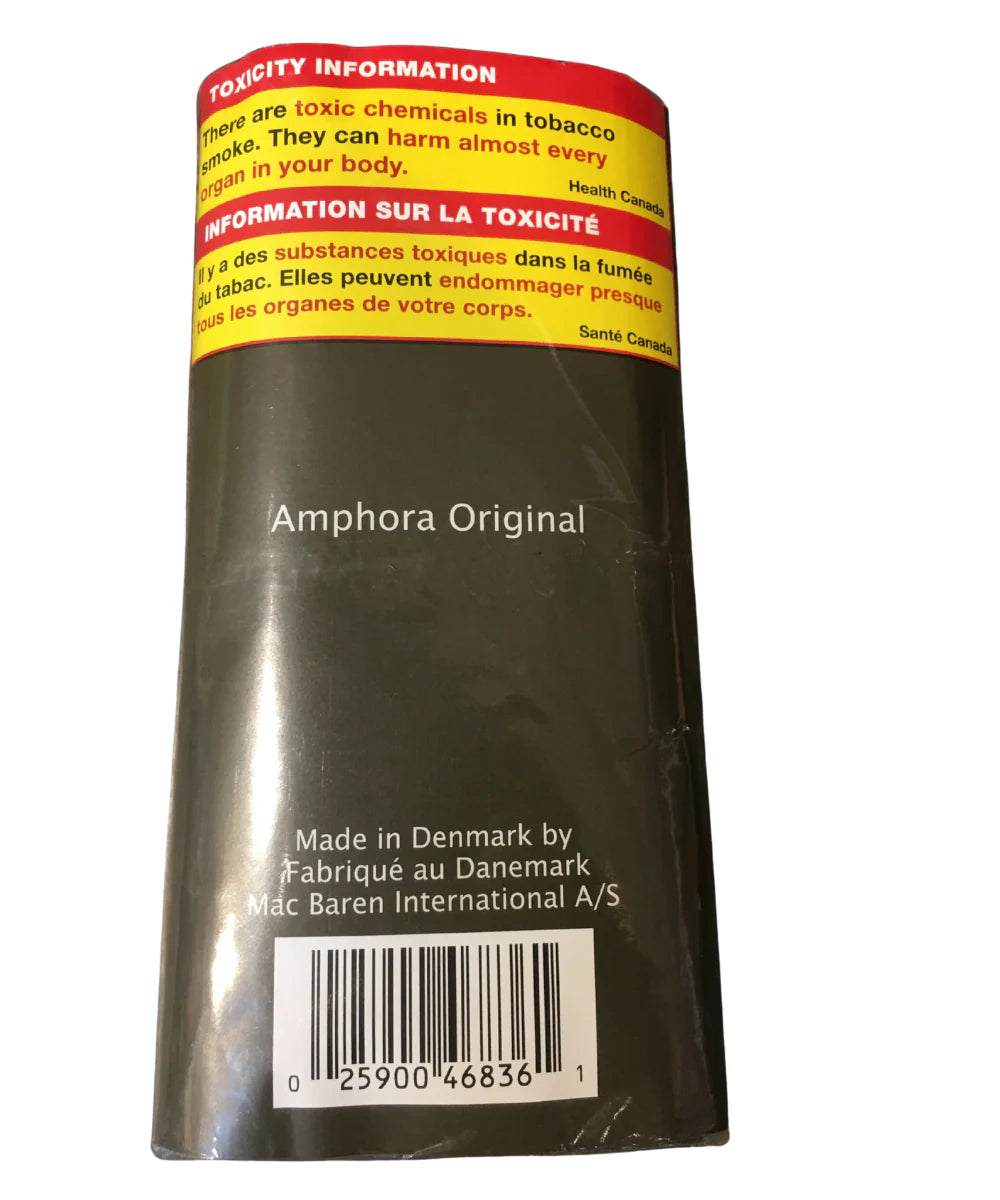 TOXICITY INFORMATION
There are toxic chemicals in tobacco
smoke. They can harm almost every
organ in your body.
Health Canada
INFORMATION SUR LA TOXICITÉ
Il y a des substances toxiques dans la fumée
du tabac. Elles peuvent endommager presque
tous les organes de votre corps.
Santé Canada
Amphora Original
Made in Denmark by
Fabriqué au Danemark
Mac Baren International A/S
0 25900 46836 1